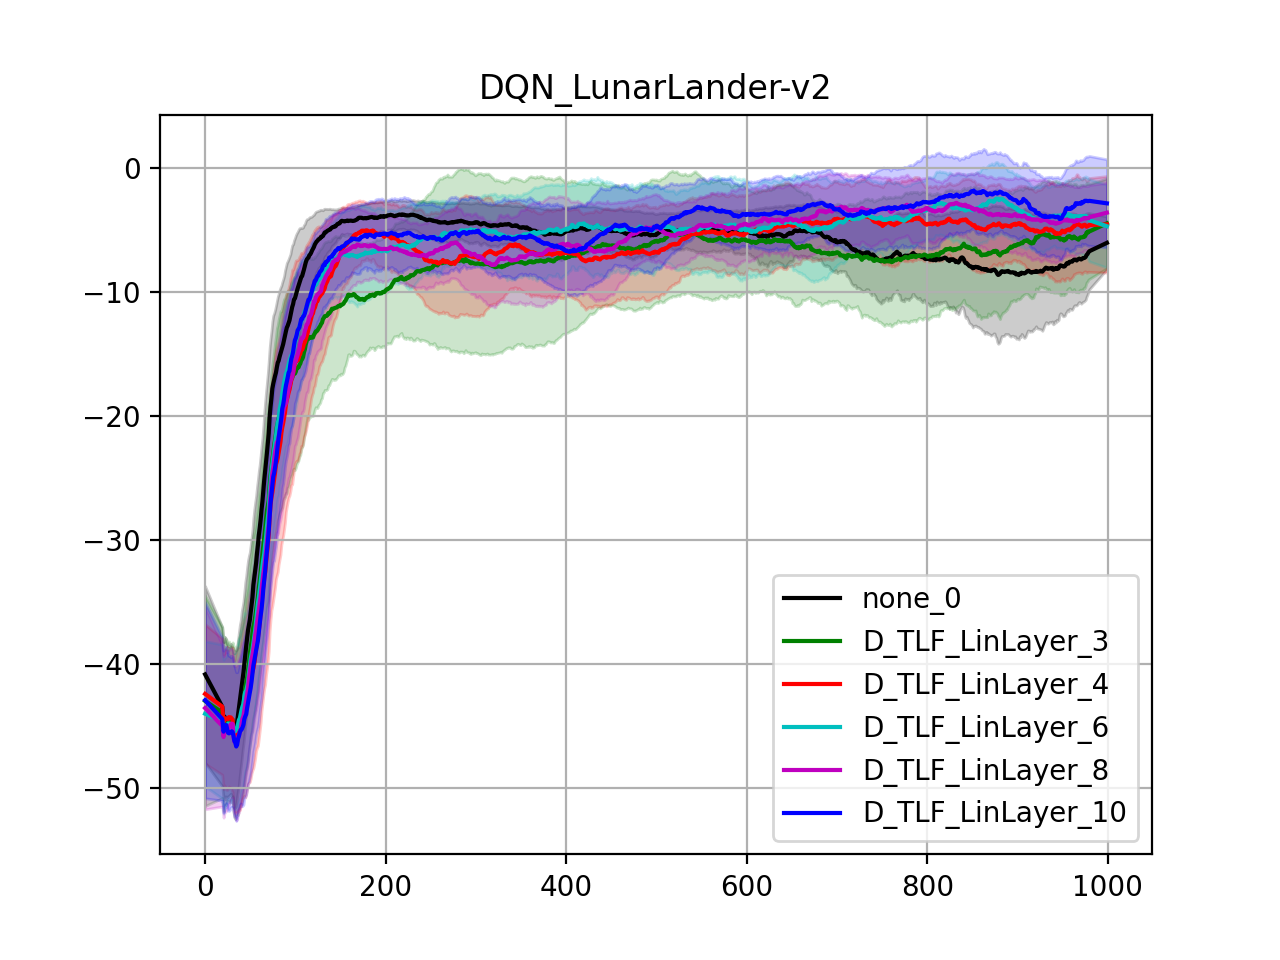 DQN_LunarLander-v2
0
−10
−20
−30
−40
−50
none_0
D_TLF_LinLayer_3
D_TLF_LinLayer_4
D_TLF_LinLayer_6
D_TLF_LinLayer_8
D_TLF_LinLayer_10
0 200 400 600 800 1000